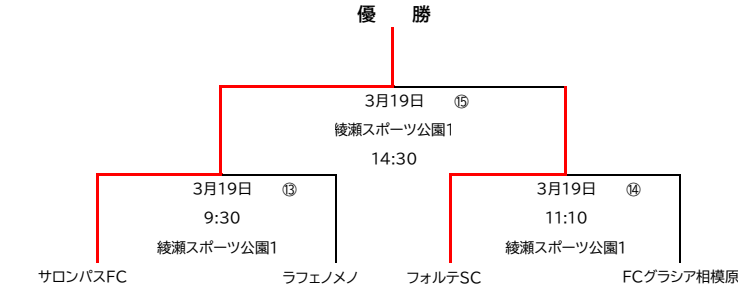 優　勝
3月19日　⑮
綾瀬スポーツ公園1
14:30
3月19日　⑬
9:30
綾瀬スポーツ公園1
3月19日　⑭
11:10
綾瀬スポーツ公園1
サロンパスFC
ラフェノメノ
フォルテSC
FCグラシア相模原